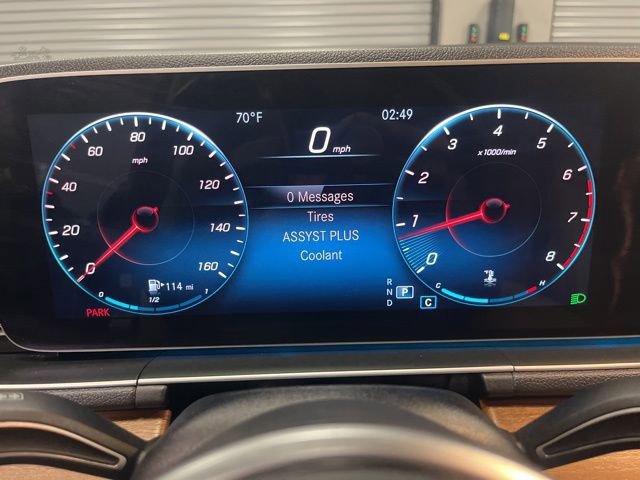 70°F
02:49
0 mph
0 Messages
Tires
ASSYST PLUS
Coolant
0
20
40
60
80
100
120
140
160
mph
114 mi
0
1/2
1
PARK
0
1
2
3
4
5
6
7
8
x1000/min
C
H
R
N
D
P
C